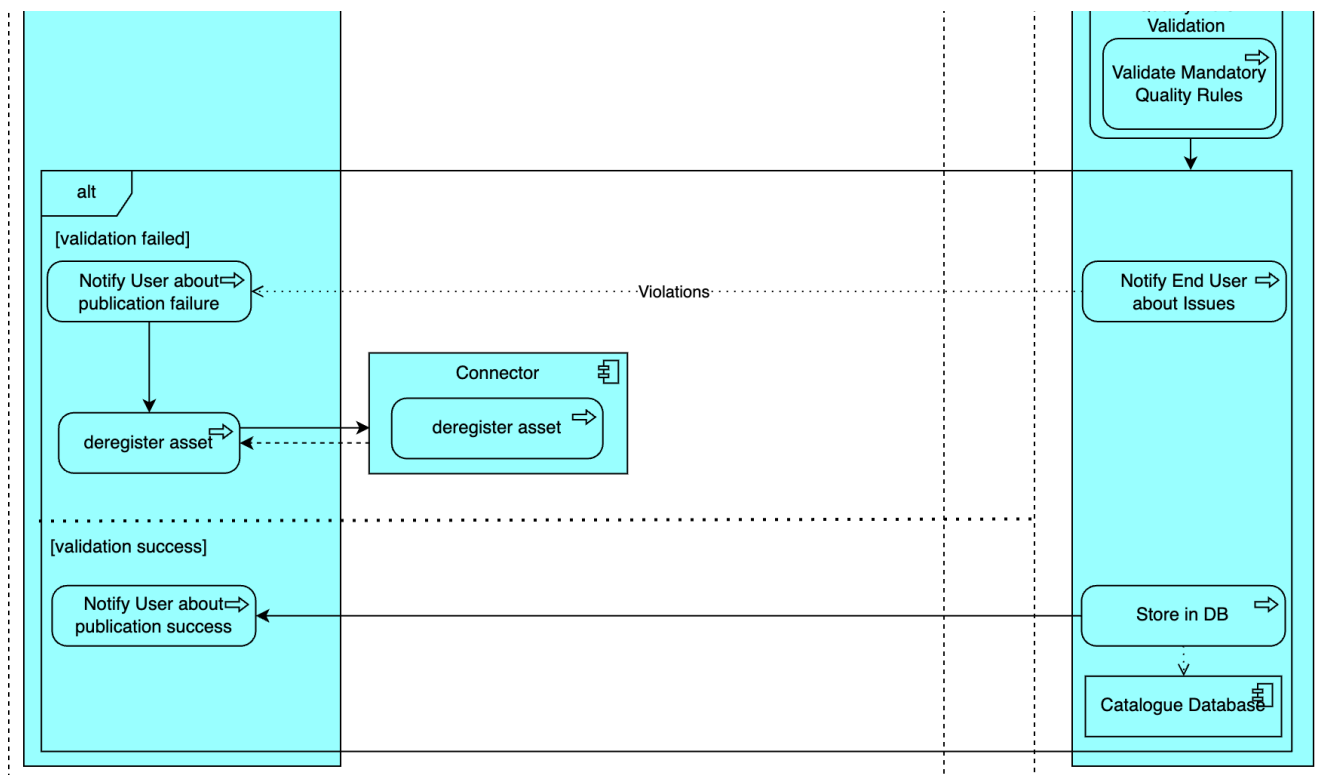 Validation
Validate Mandatory
Quality Rules
alt
[validation failed]
Notify User about
publication failure
Violations
Notify End User
about Issues
Connector
deregister asset
deregister asset
[validation success]
Notify User about
publication success
Store in DB
Catalogue Database